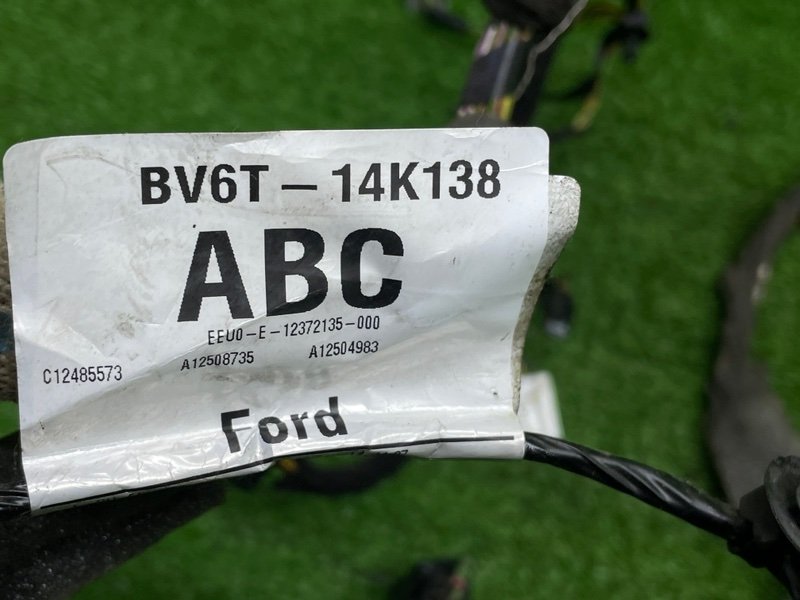 BV6T – 14K138
ABC
EEU0-E-12372135-000
C12485573 A12508735 A12504983
Ford